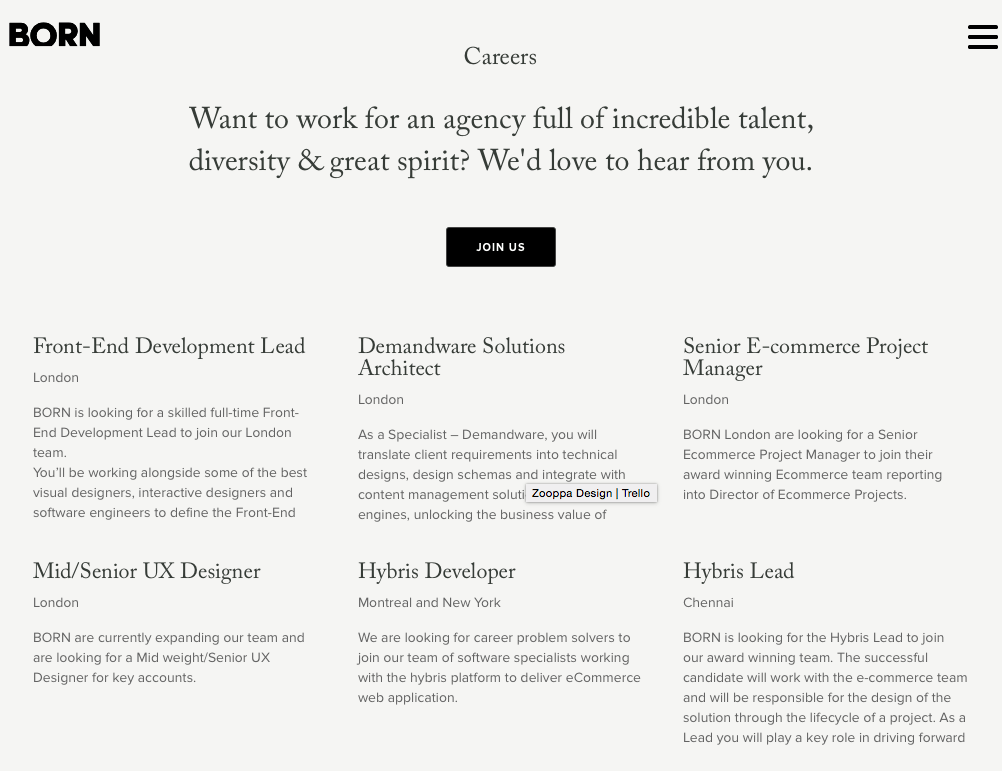 BORN
Careers
Want to work for an agency full of incredible talent,
diversity & great spirit? We'd love to hear from you.
JOIN US
Front-End Development Lead
London
BORN is looking for a skilled full-time Front-
End Development Lead to join our London
team.
You'll be working alongside some of the best
visual designers, interactive designers and
software engineers to define the Front-End
Demandware Solutions
Architect
London
As a Specialist – Demandware, you will
translate client requirements into technical
designs, design schemas and integrate with
content management
Zooppa Design | Trello
engines, unlocking the business value of
Senior E-commerce Project
Manager
London
BORN London are looking for a Senior
Ecommerce Project Manager to join their
award winning Ecommerce team reporting
into Director of Ecommerce Projects.
Mid/Senior UX Designer
London
BORN are currently expanding our team and
are looking for a Mid weight/Senior UX
Designer for key accounts.
Hybris Developer
Montreal and New York
We are looking for career problem solvers to
join our team of software specialists working
with the hybris platform to deliver eCommerce
web application.
Hybris Lead
Chennai
BORN is looking for the Hybris Lead to join
our award winning team. The successful
candidate will work with the e-commerce team
and will be responsible for the design of the
solution through the lifecycle of a project. As a
Lead you will play a key role in driving forward